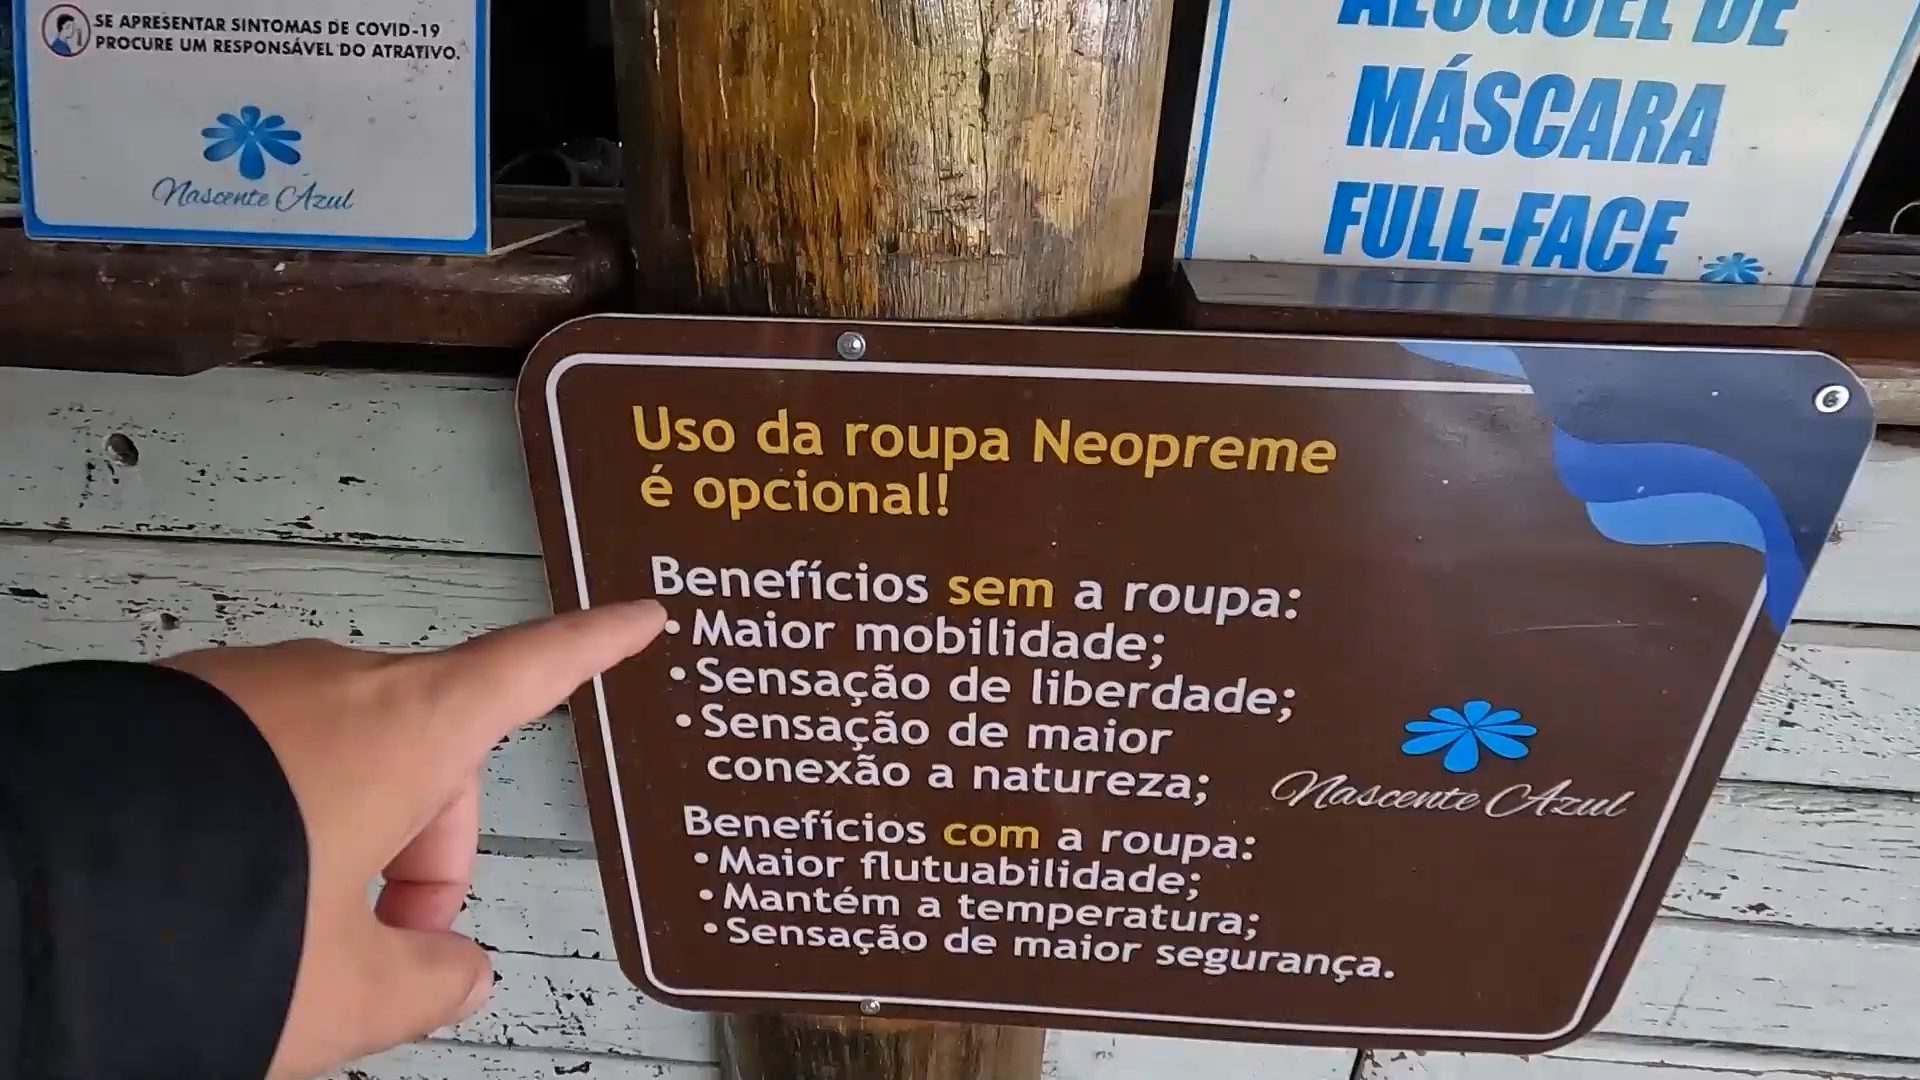 SE APRESENTAR SINTOMAS DE COVID-19
PROCURE UM RESPONSÁVEL DO ATRATIVO.
Nascente Azul
ALUGUEL DE
MÁSCARA
FULL-FACE
Uso da roupa Neopreme
é opcional!
Benefícios sem a roupa:
• Maior mobilidade;
• Sensação de liberdade;
• Sensação de maior
conexão a natureza;
Benefícios com a roupa:
• Maior flutuabilidade;
• Mantém a temperatura;
• Sensação de maior segurança.
Nascente Azul